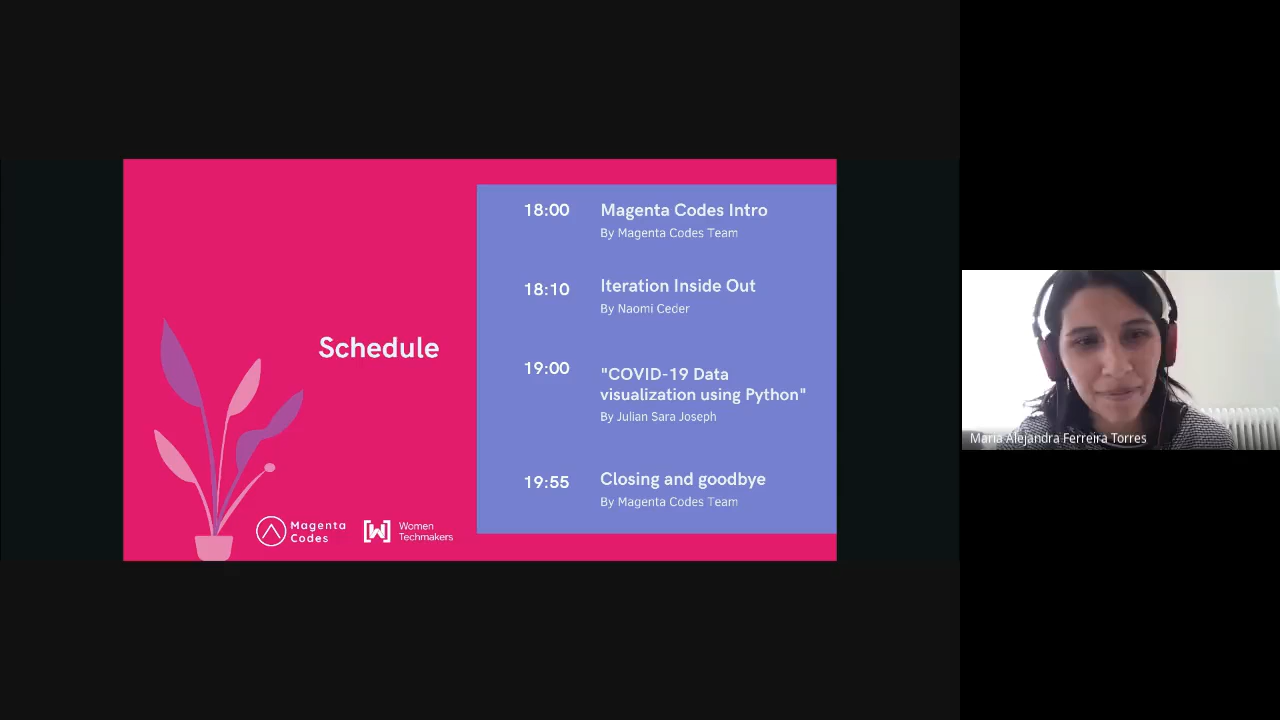 Schedule
Magenta
Codes
Women
Techmakers
18:00
Magenta Codes Intro
By Magenta Codes Team
18:10
Iteration Inside Out
By Naomi Ceder
19:00
"COVID-19 Data
visualization using Python"
By Julian Sara Joseph
19:55
Closing and goodbye
By Magenta Codes Team
Maria Alejandra Ferreira Torres